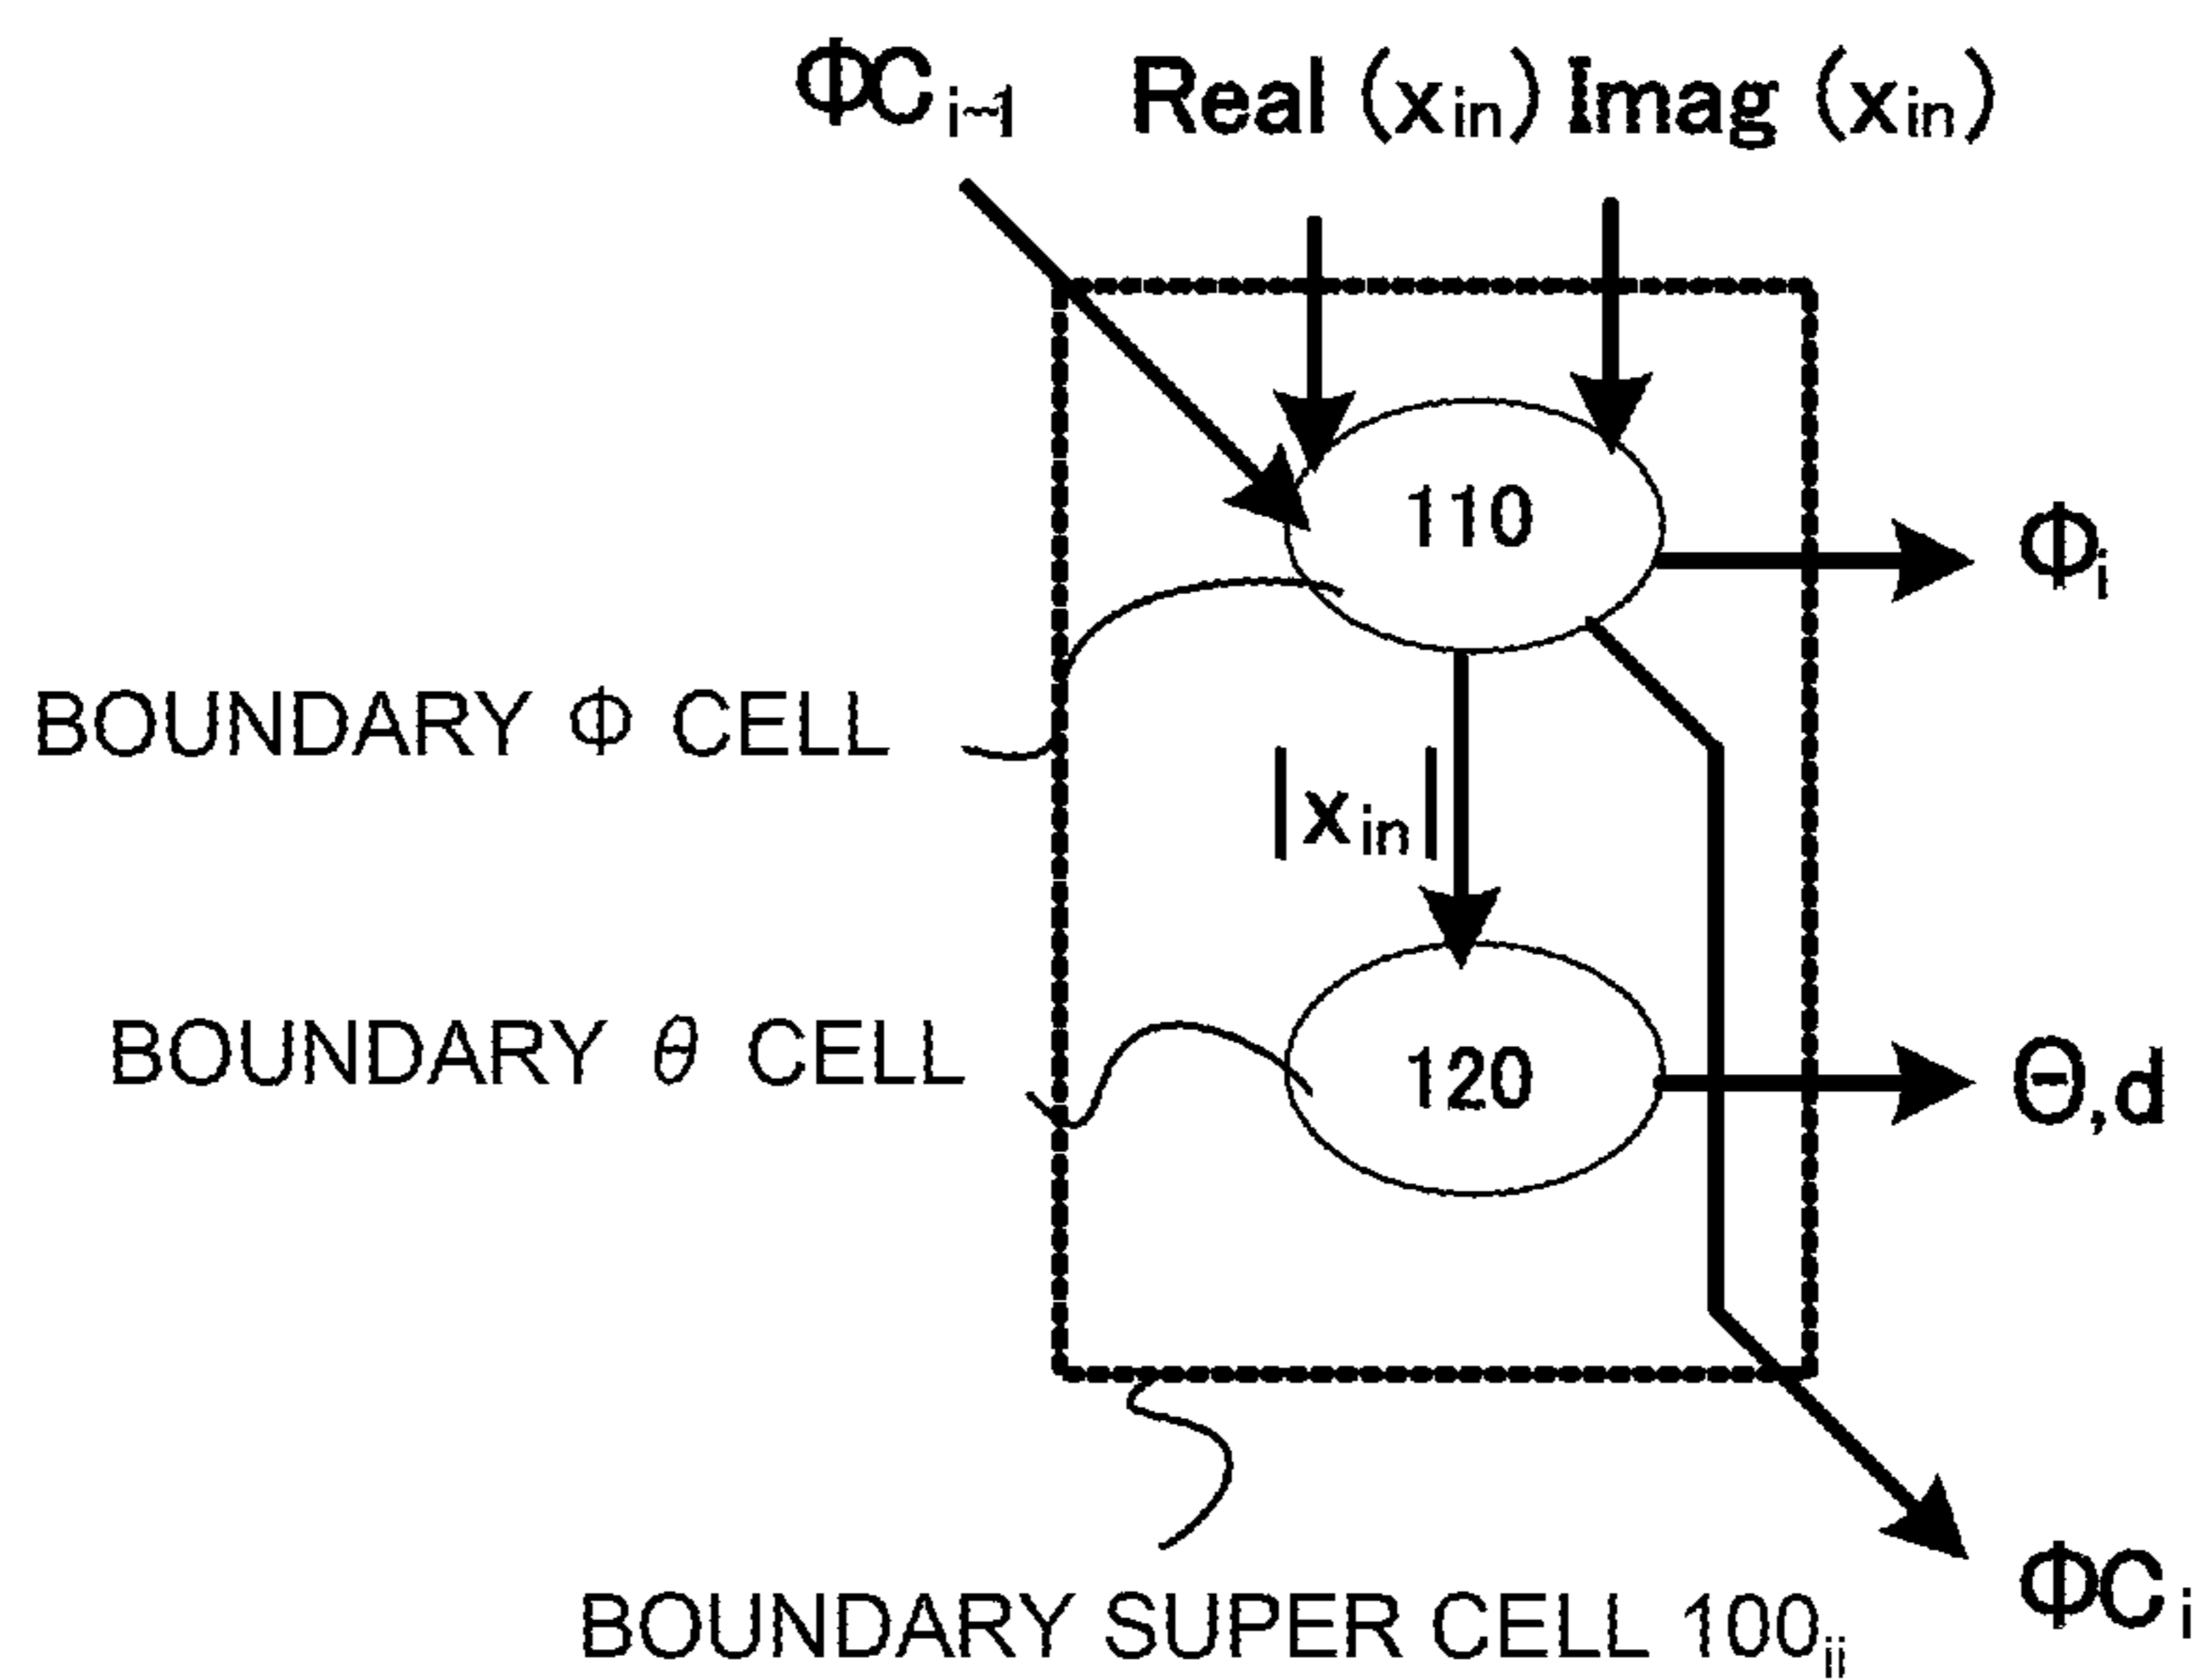 ΦCi-1 Real (xin) Imag (xin)
110
Φi
BOUNDARY Φ CELL
|xin|
BOUNDARY θ CELL
120
Θ,d
ΦCi
BOUNDARY SUPER CELL 100ii